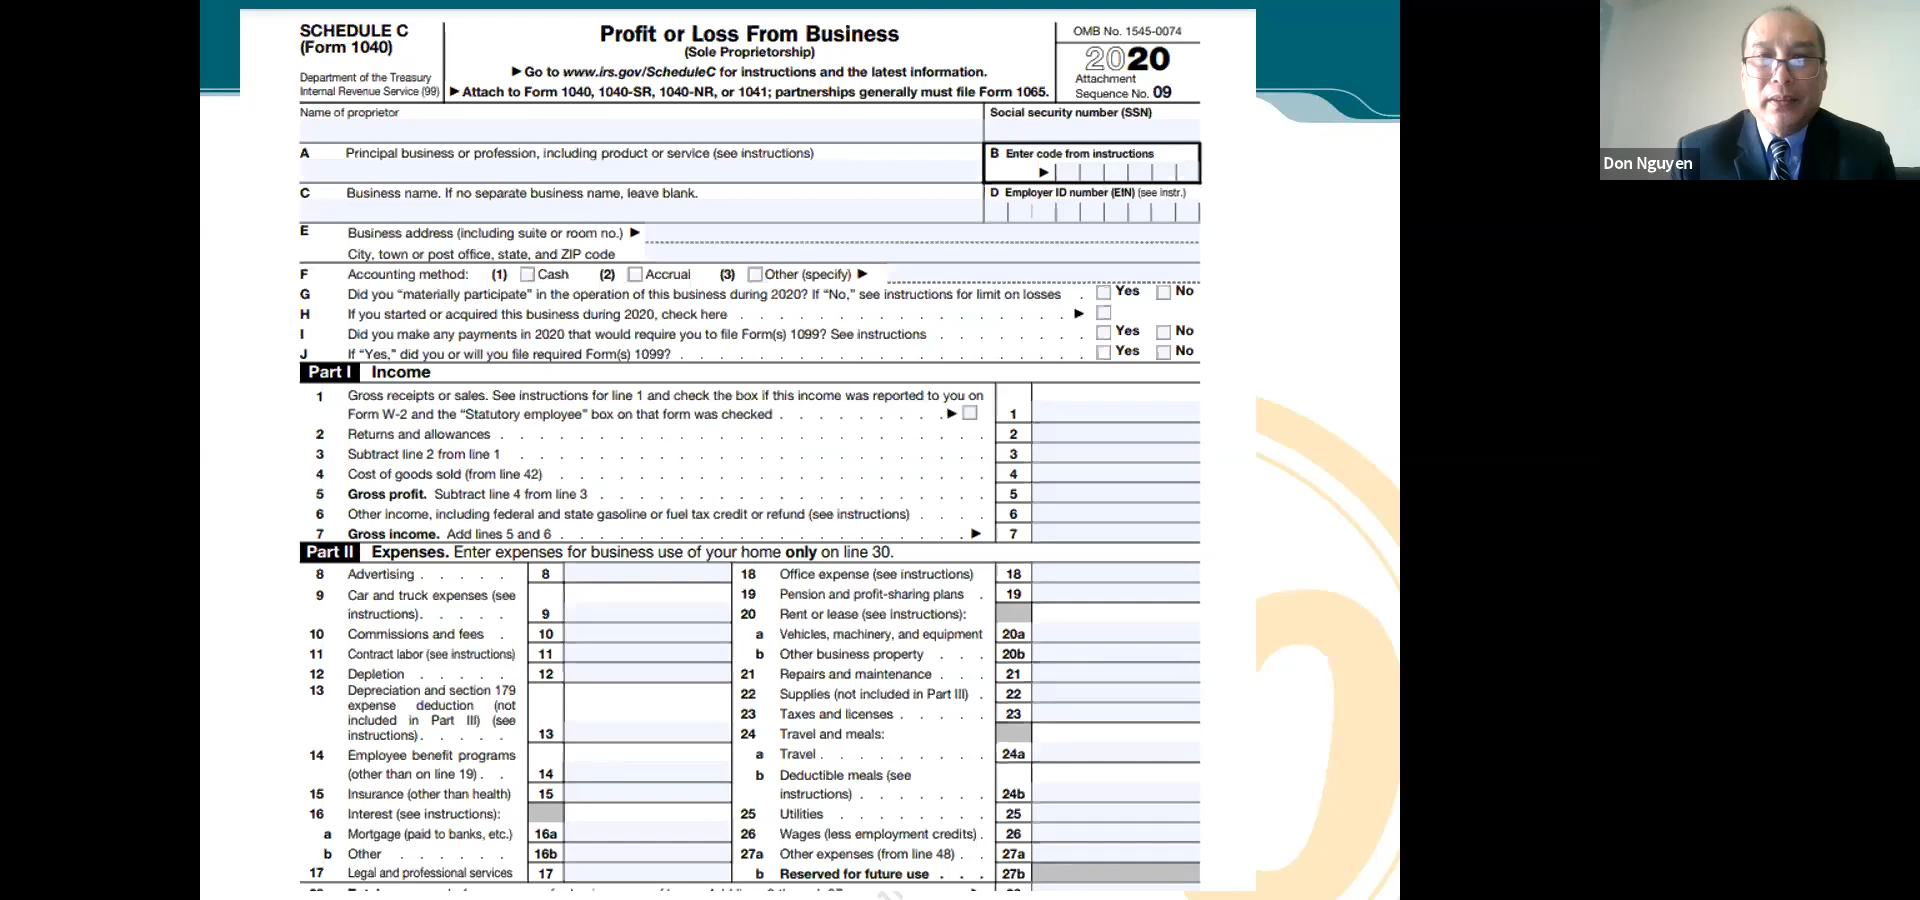 SCHEDULE C
(Form 1040)
Department of the Treasury
Internal Revenue Service (99)
Profit or Loss From Business
(Sole Proprietorship)
▶ Go to www.irs.gov/ScheduleC for instructions and the latest information.
▶ Attach to Form 1040, 1040-SR, 1040-NR, or 1041; partnerships generally must file Form 1065.
OMB No. 1545-0074
2020
Attachment
Sequence No. 09
Name of proprietor
Social security number (SSN)
A Principal business or profession, including product or service (see instructions)
B Enter code from instructions
▶
C Business name. If no separate business name, leave blank.
D Employer ID number (EIN) (see instr.)
E Business address (including suite or room no.) ▶
City, town or post office, state, and ZIP code
F Accounting method: (1) Cash (2) Accrual (3) Other (specify) ▶
G Did you “materially participate” in the operation of this business during 2020? If “No,” see instructions for limit on losses . Yes No
H If you started or acquired this business during 2020, check here . . . . . . . . . . . . . . . ▶
I Did you make any payments in 2020 that would require you to file Form(s) 1099? See instructions . . . . . . . Yes No
J If “Yes,” did you or will you file required Form(s) 1099? . . . . . . . . . . . . . . . . . . Yes No
Part I Income
1 Gross receipts or sales. See instructions for line 1 and check the box if this income was reported to you on
Form W-2 and the “Statutory employee” box on that form was checked . . . . . . . . ▶ 1
2 Returns and allowances . . . . . . . . . . . . . . . . . . . . . 2
3 Subtract line 2 from line 1 . . . . . . . . . . . . . . . . . . . . 3
4 Cost of goods sold (from line 42) . . . . . . . . . . . . . . . . . . . 4
5 Gross profit. Subtract line 4 from line 3 . . . . . . . . . . . . . . . . . 5
6 Other income, including federal and state gasoline or fuel tax credit or refund (see instructions) . . . . 6
7 Gross income. Add lines 5 and 6 . . . . . . . . . . . . . . . . . . ▶ 7
Part II Expenses. Enter expenses for business use of your home only on line 30.
8 Advertising . . . . . 8
9 Car and truck expenses (see
instructions) . . . . . 9
10 Commissions and fees . 10
11 Contract labor (see instructions) 11
12 Depletion . . . . . 12
13 Depreciation and section 179
expense deduction (not
included in Part III) (see
instructions) . . . . . 13
14 Employee benefit programs
(other than on line 19) . . 14
15 Insurance (other than health) 15
16 Interest (see instructions):
a Mortgage (paid to banks, etc.) 16a
b Other . . . . . . 16b
17 Legal and professional services 17
18 Office expense (see instructions) 18
19 Pension and profit-sharing plans . 19
20 Rent or lease (see instructions):
a Vehicles, machinery, and equipment 20a
b Other business property . . . 20b
21 Repairs and maintenance . . . 21
22 Supplies (not included in Part III) . 22
23 Taxes and licenses . . . . . 23
24 Travel and meals:
a Travel . . . . . . . . 24a
b Deductible meals (see
instructions) . . . . . . . 24b
25 Utilities . . . . . . . 25
26 Wages (less employment credits) . 26
27a Other expenses (from line 48) . . 27a
b Reserved for future use . . . 27b
Don Nguyen